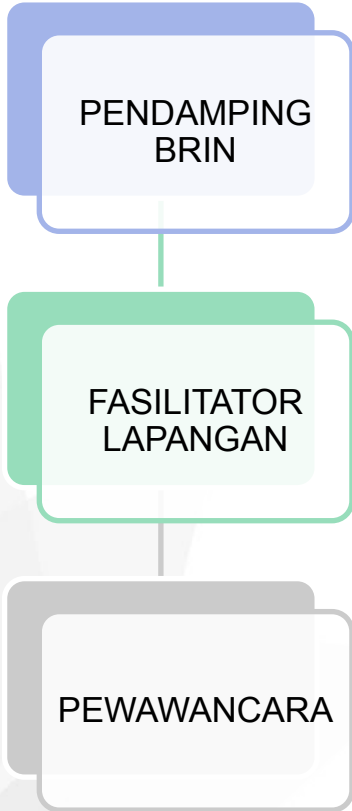 PENDAMPING
BRIN
FASILITATOR
LAPANGAN
PEWAWANCARA